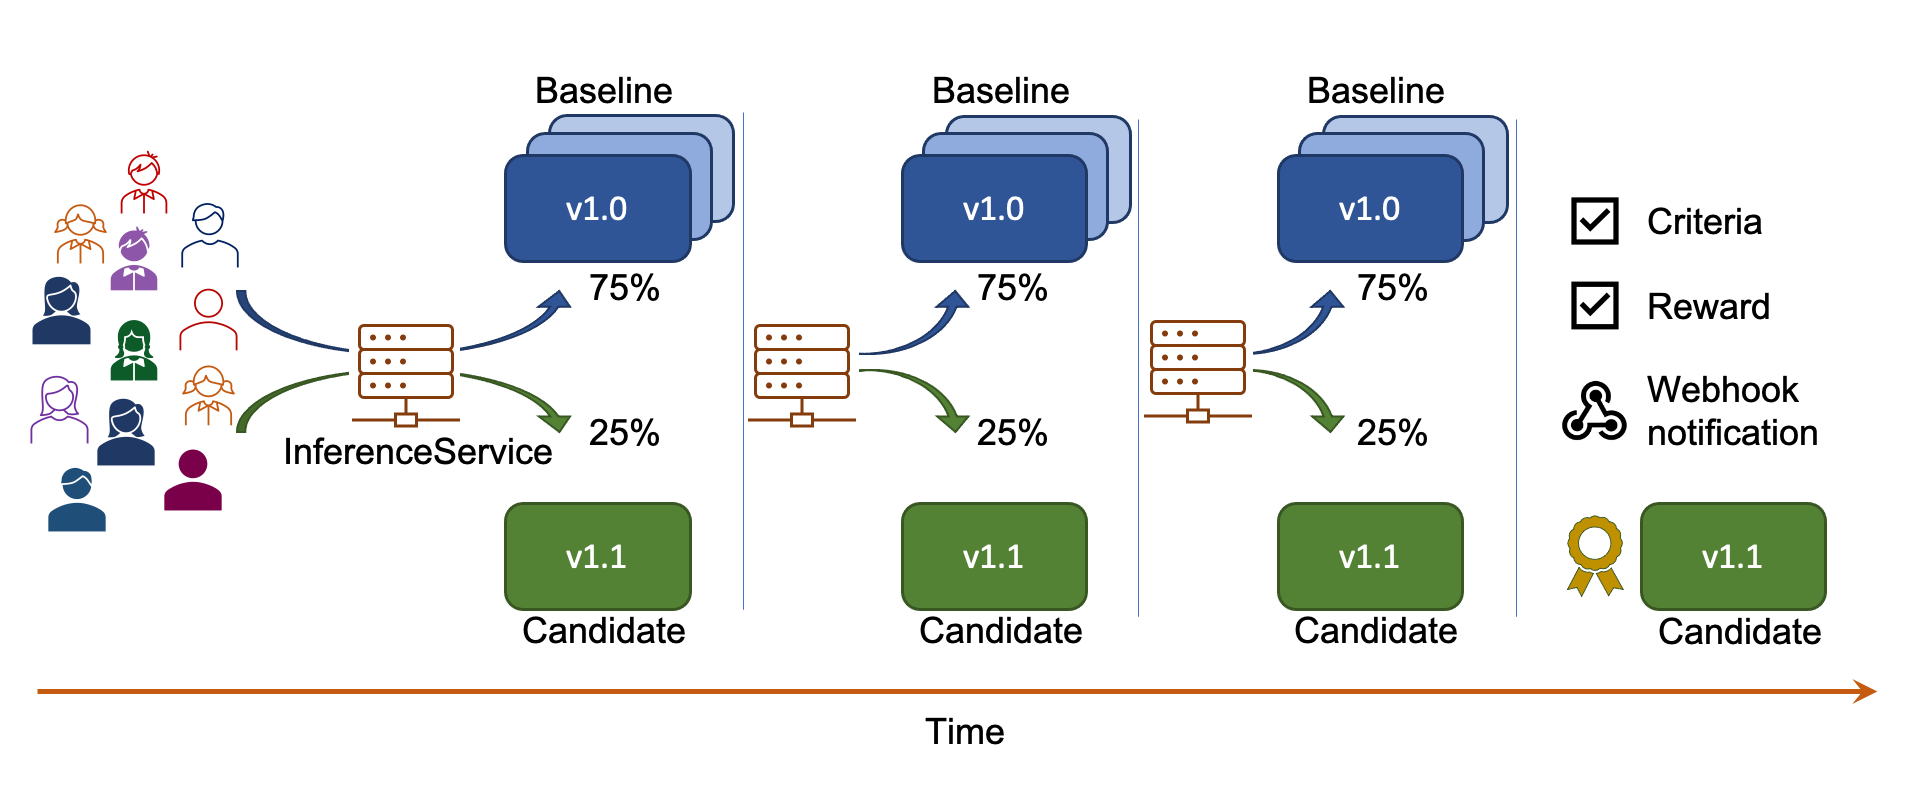 Baseline
v1.0
75%
InferenceService
25%
v1.1
Candidate
Baseline
v1.0
75%
25%
v1.1
Candidate
Baseline
v1.0
75%
25%
v1.1
Candidate
Criteria
Reward
Webhook
notification
v1.1
Candidate
Time